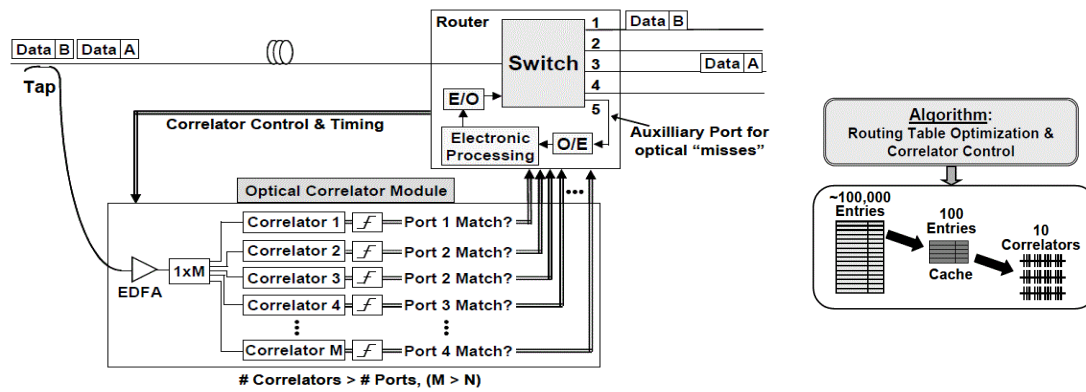 Router
Data B
Data A
Tap
Switch
1
2
3
4
5
Data B
Data A
E/O
Electronic
Processing
O/E
Auxilliary Port for
optical "misses"
Correlator Control & Timing
Optical Correlator Module
EDFA
1xM
Correlator 1
Port 1 Match?
Correlator 2
Port 2 Match?
Correlator 3
Port 2 Match?
Correlator 4
Port 3 Match?
Correlator M
Port 4 Match?
# Correlators > # Ports, (M > N)
Algorithm:
Routing Table Optimization &
Correlator Control
~100,000
Entries
100
Entries
Cache
10
Correlators